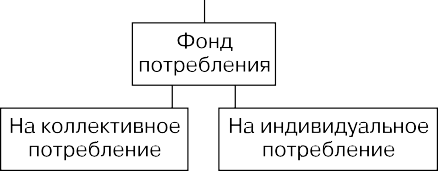 Фонд
потребления
На коллективное
потребление
На индивидуальное
потребление